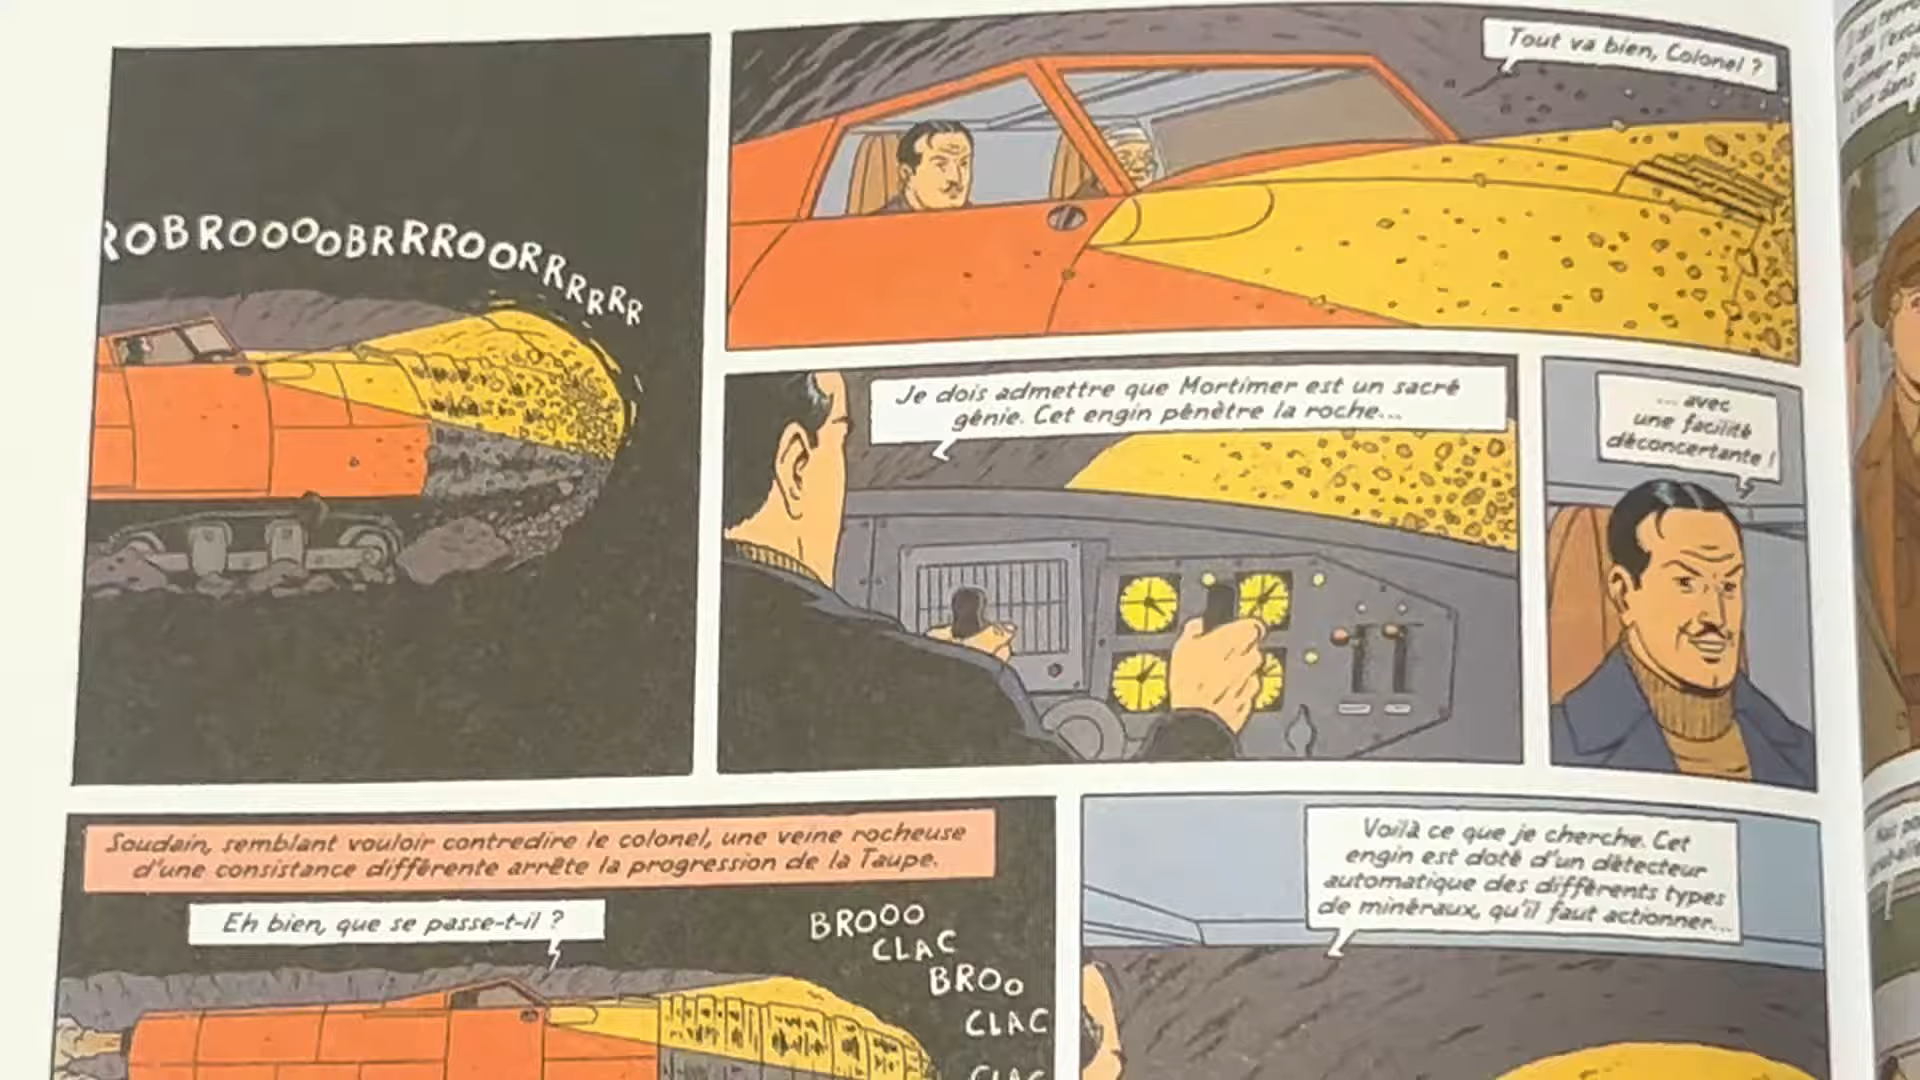 ROBROOOOBRRROORRRRRR
Tout va bien, Colonel ?
Je dois admettre que Mortimer est un sacré
génie. Cet engin pénètre la roche...
... avec
une facilité
déconcertante !
Soudain, semblant vouloir contredire le colonel, une veine rocheuse
d'une consistance différente arrête la progression de la Taupe.
Eh bien, que se passe-t-il ?
BROOO
CLAC
BROO
CLAC
CLAC
Voilà ce que je cherche. Cet
engin est doté d'un détecteur
automatique des différents types
de minéraux, qu'il faut actionner...